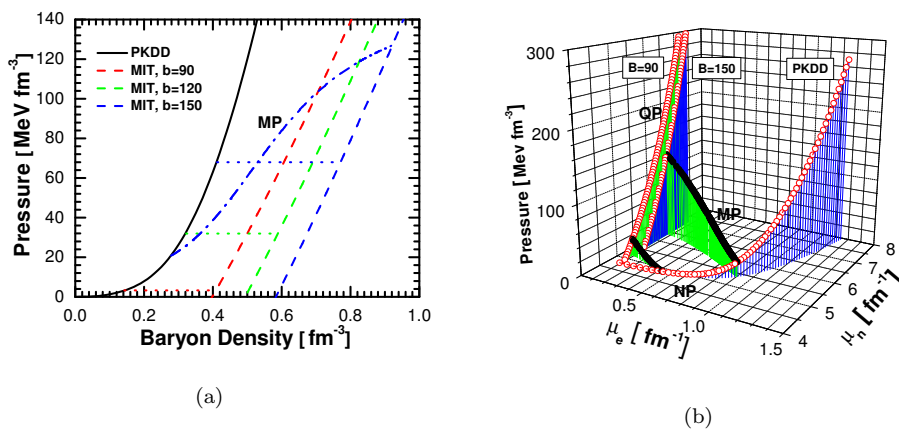 140
120
100
80
60
40
20
0
Pressure [ MeV fm-3]
PKDD
MIT, b=90
MIT, b=120
MIT, b=150
MP
0.0 0.2 0.4 0.6 0.8 1.0
Baryon Density [ fm-3]
(a)
300
200
100
0
Pressure [ Mev fm-3]
B=90
B=150
PKDD
QP
MP
NP
0.5
1.0
1.5
μe [fm-1]
4
5
6
7
8
μn [fm-1]
(b)